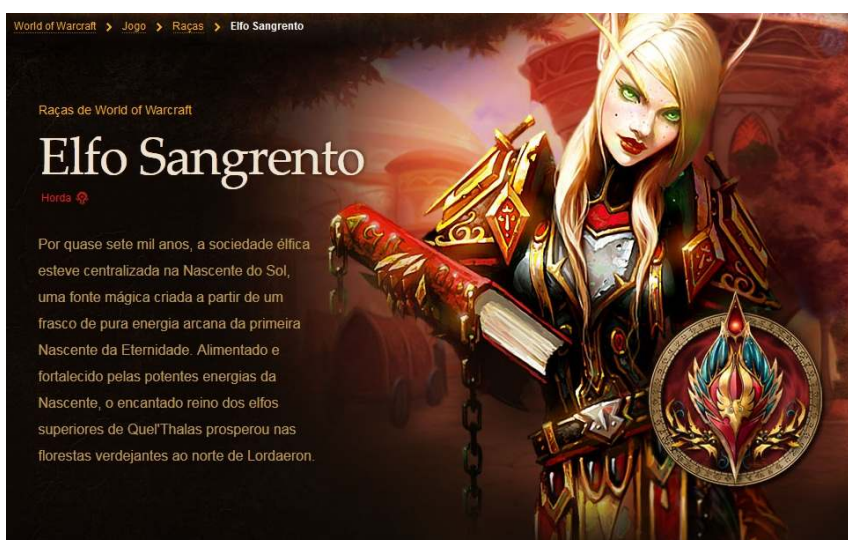 World of Warcraft > Jogo > Raças > Elfo Sangrento
Raças de World of Warcraft
Elfo Sangrento
Horda
Por quase sete mil anos, a sociedade élfica
esteve centralizada na Nascente do Sol,
uma fonte mágica criada a partir de um
frasco de pura energia arcana da primeira
Nascente da Eternidade. Alimentado e
fortalecido pelas potentes energias da
Nascente, o encantado reino dos elfos
superiores de Quel'Thalas prosperou nas
florestas verdejantes ao norte de Lordaeron.